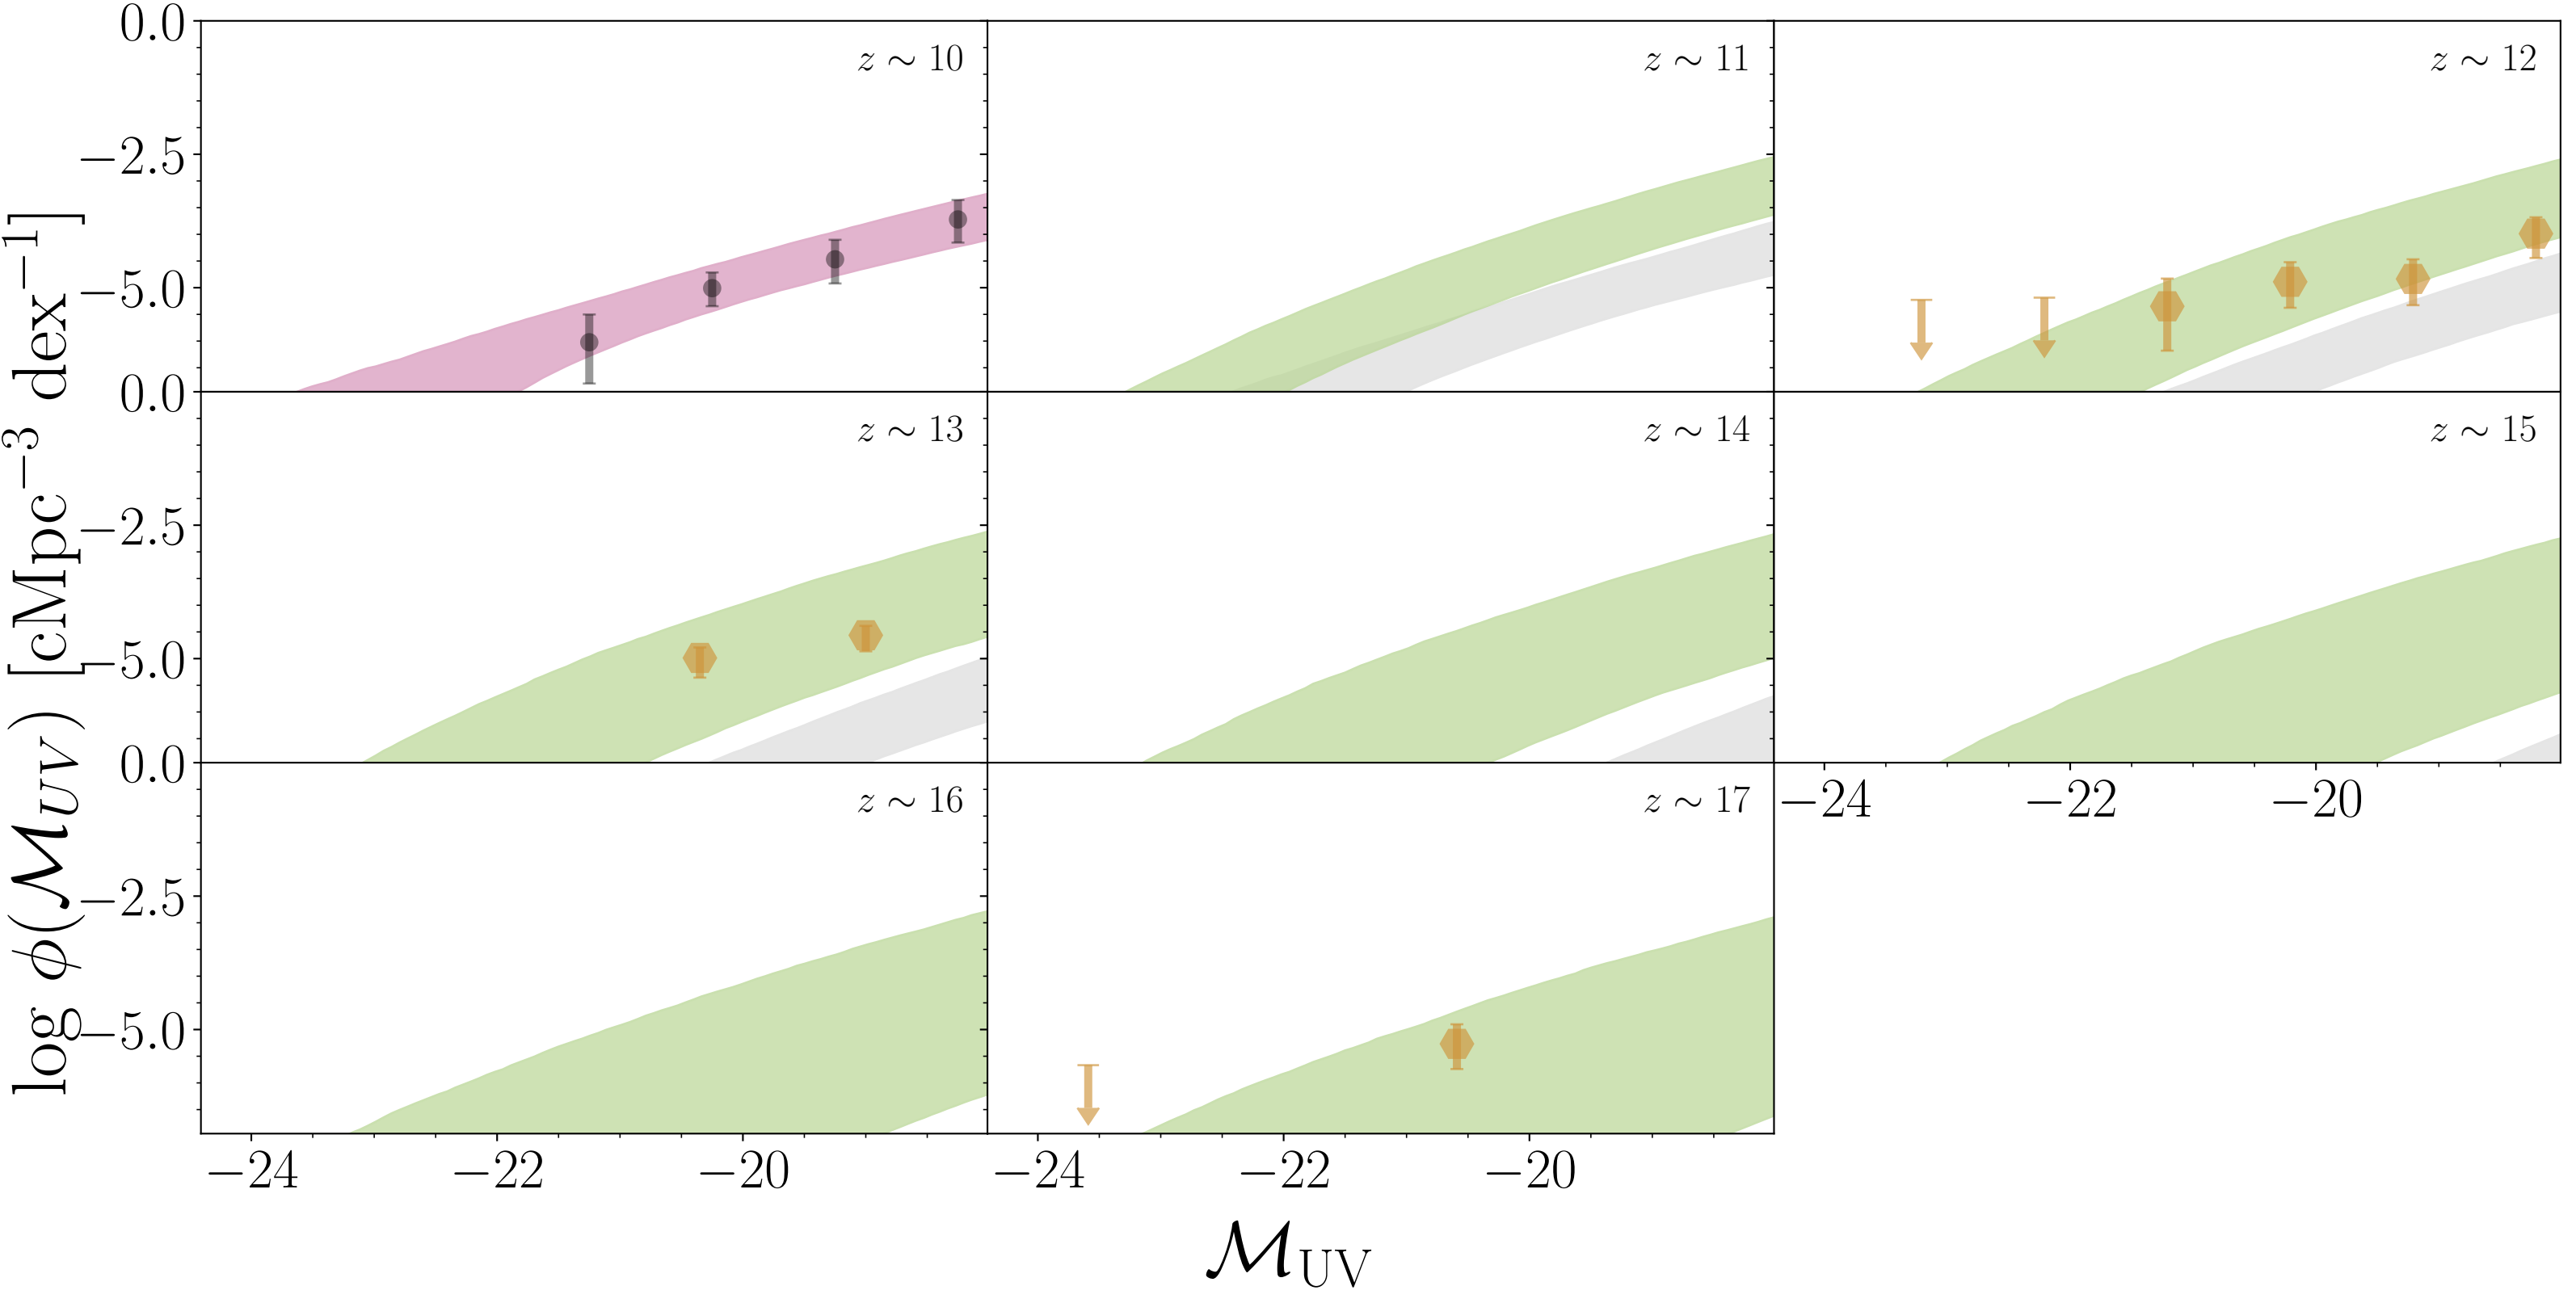 0.0
z ∼ 10
z ∼ 11
z ∼ 12
−2.5
−5.0
0.0
z ∼ 13
z ∼ 14
z ∼ 15
−2.5
−5.0
0.0
−24 −22 −20
z ∼ 16
z ∼ 17
−2.5
−5.0
−24 −22 −20
−24 −22 −20
log ϕ(ℳ_UV) [cMpc⁻³ dex⁻¹]
ℳ_UV